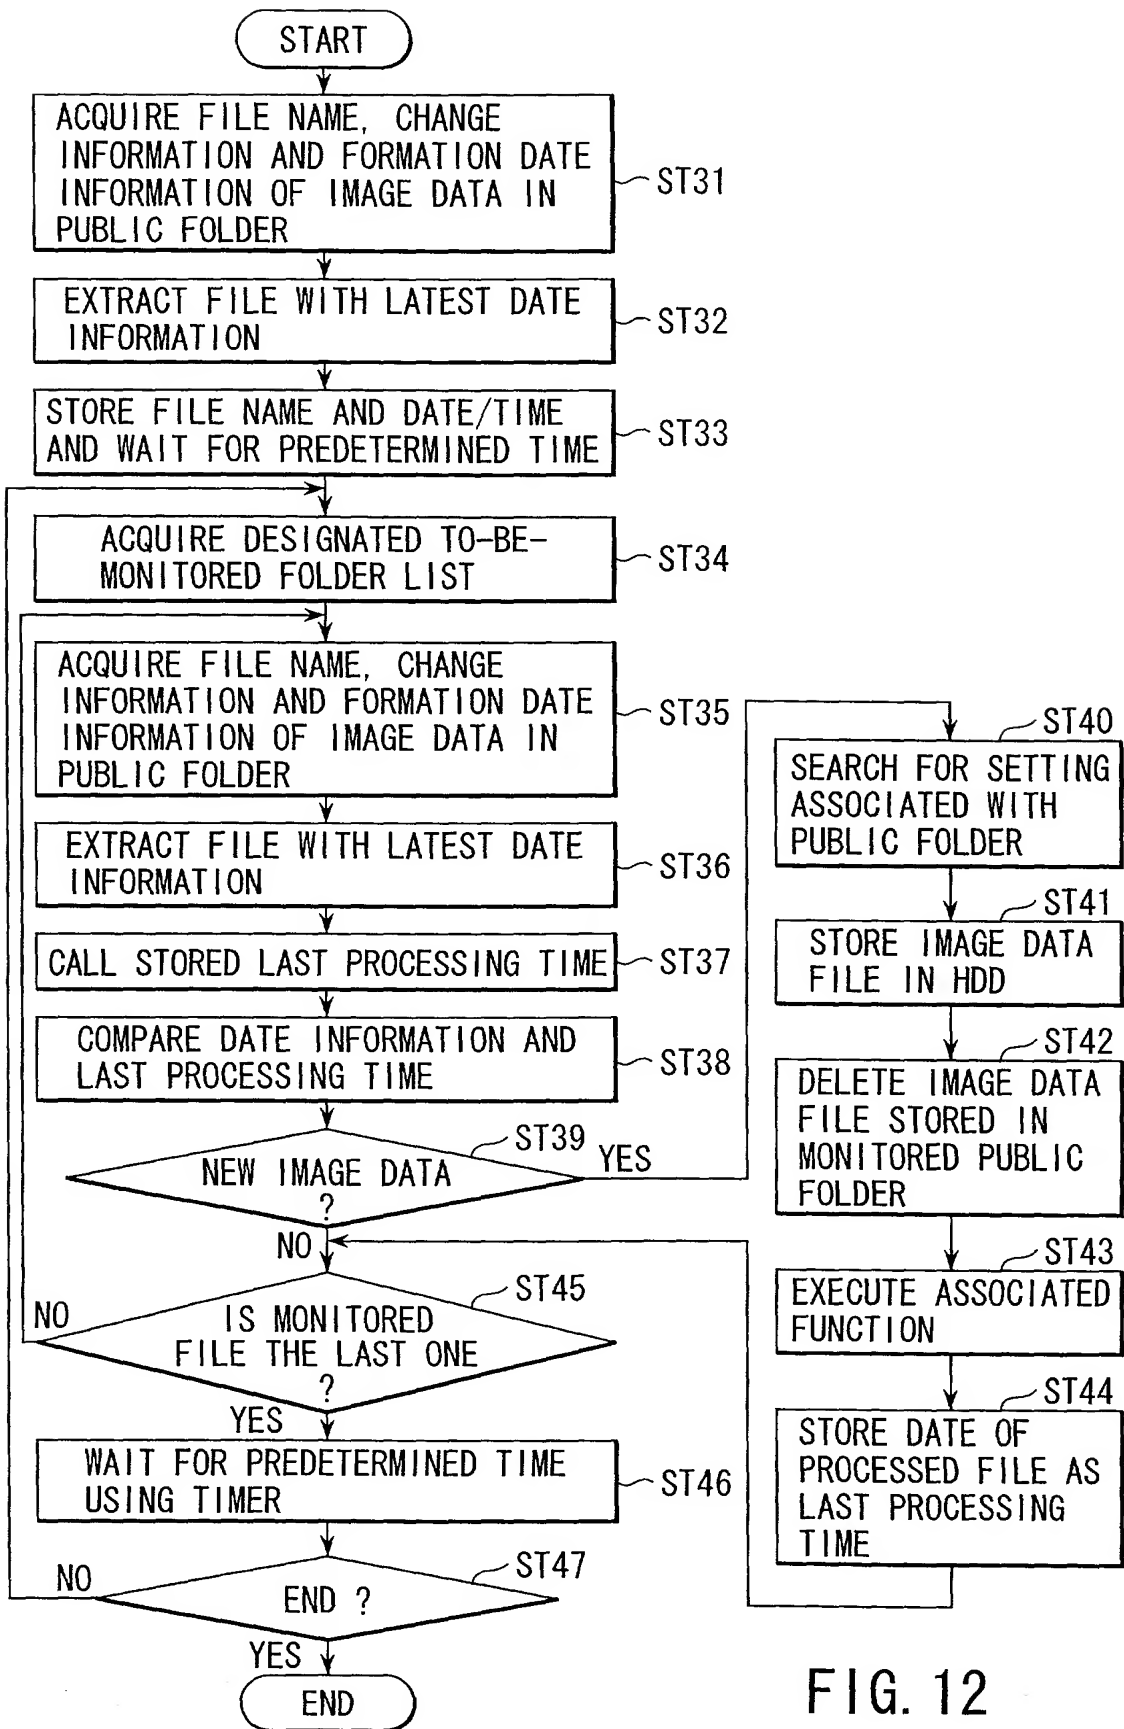 START
ACQUIRE FILE NAME, CHANGE
INFORMATION AND FORMATION DATE
INFORMATION OF IMAGE DATA IN
PUBLIC FOLDER
ST31
EXTRACT FILE WITH LATEST DATE
INFORMATION
ST32
STORE FILE NAME AND DATE/TIME
AND WAIT FOR PREDETERMINED TIME
ST33
ACQUIRE DESIGNATED TO-BE-
MONITORED FOLDER LIST
ST34
ACQUIRE FILE NAME, CHANGE
INFORMATION AND FORMATION DATE
INFORMATION OF IMAGE DATA IN
PUBLIC FOLDER
ST35
EXTRACT FILE WITH LATEST DATE
INFORMATION
ST36
CALL STORED LAST PROCESSING TIME
ST37
COMPARE DATE INFORMATION AND
LAST PROCESSING TIME
ST38
ST39
NEW IMAGE DATA
?
YES
NO
ST40
SEARCH FOR SETTING
ASSOCIATED WITH
PUBLIC FOLDER
ST41
STORE IMAGE DATA
FILE IN HDD
ST42
DELETE IMAGE DATA
FILE STORED IN
MONITORED PUBLIC
FOLDER
ST43
EXECUTE ASSOCIATED
FUNCTION
ST44
STORE DATE OF
PROCESSED FILE AS
LAST PROCESSING
TIME
ST45
IS MONITORED
FILE THE LAST ONE
?
NO
YES
WAIT FOR PREDETERMINED TIME
USING TIMER
ST46
ST47
END ?
NO
YES
END
FIG. 12